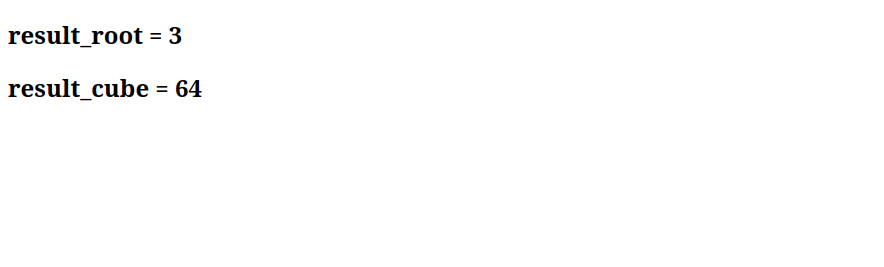 result_root = 3
result_cube = 64